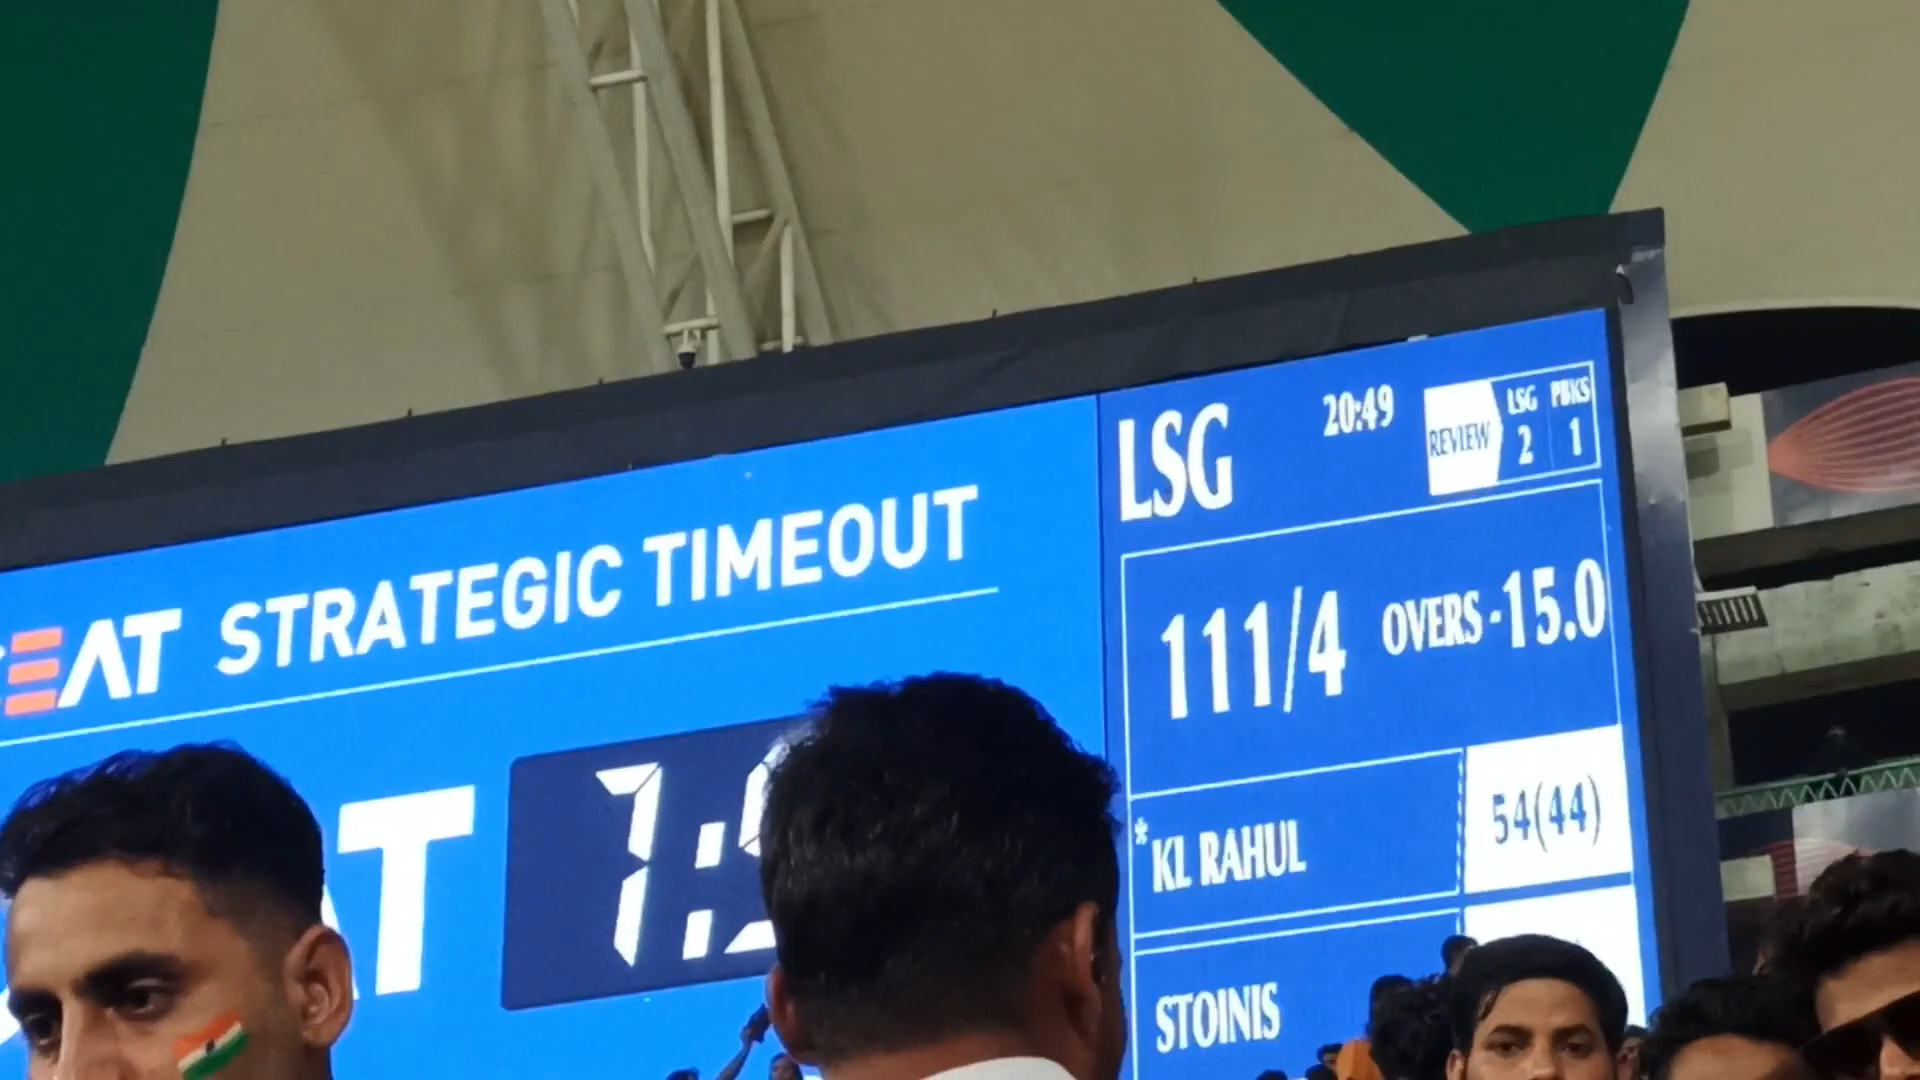 EAT STRATEGIC TIMEOUT
T
LSG
20:49
REVIEW
LSG PBKS
2 1
111/4 OVERS -15.0
*KL RAHUL 54(44)
STOINIS